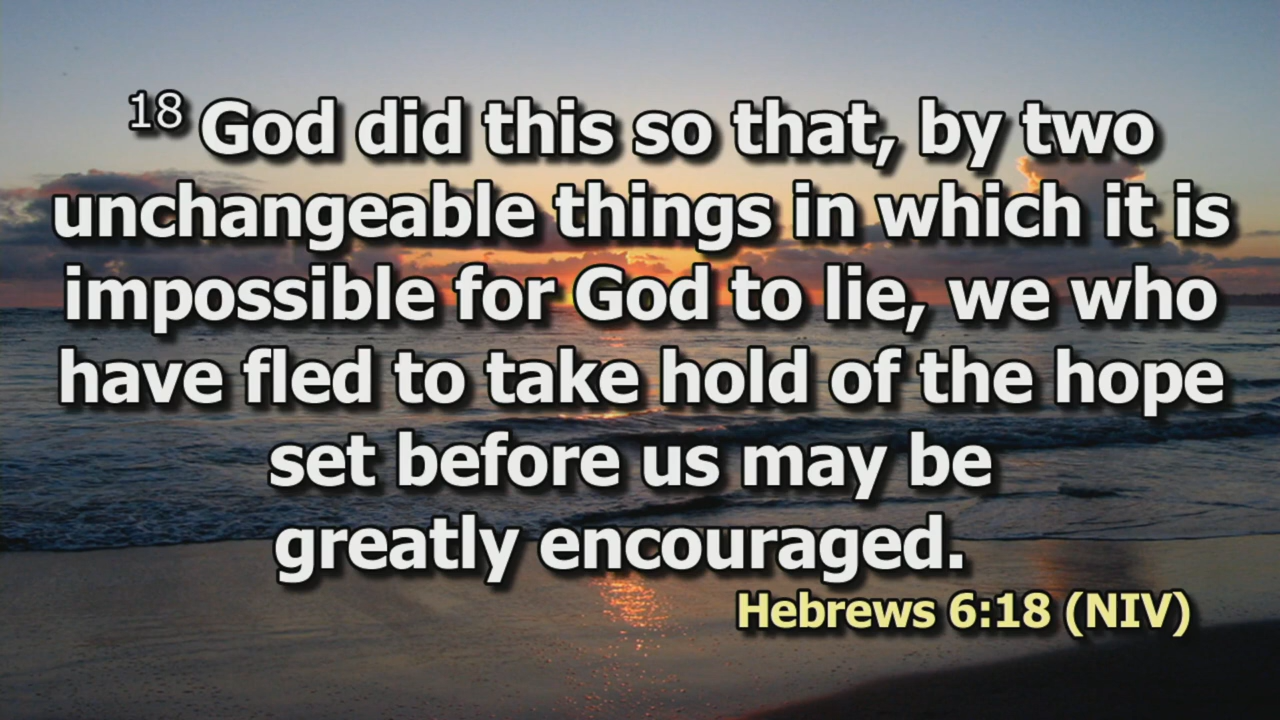 18 God did this so that, by two
unchangeable things in which it is
impossible for God to lie, we who
have fled to take hold of the hope
set before us may be
greatly encouraged.
Hebrews 6:18 (NIV)